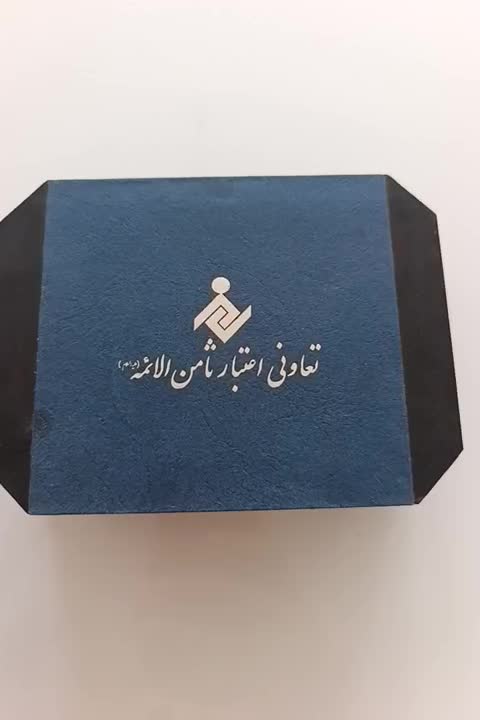 تعاونی اعتبار ثامن الائمه